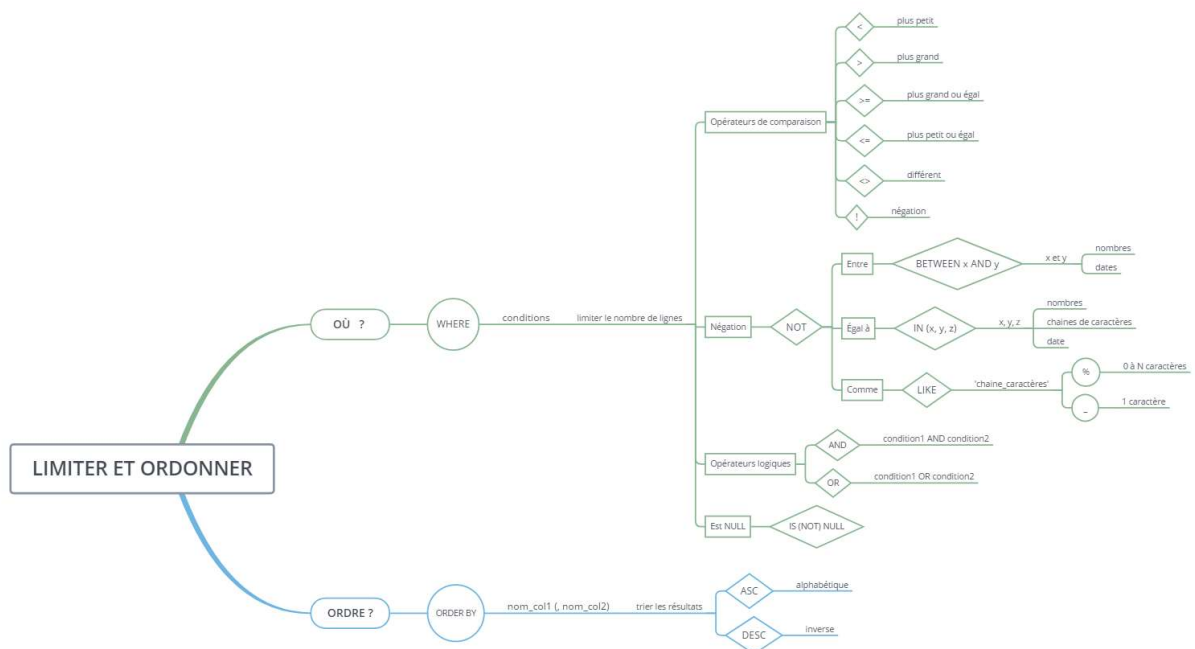 LIMITER ET ORDONNER
OÙ ?
WHERE
conditions
limiter le nombre de lignes
Opérateurs de comparaison
<
plus petit
>
plus grand
>=
plus grand ou égal
<=
plus petit ou égal
<>
différent
!
négation
Négation
NOT
Entre
BETWEEN x AND y
x et y
nombres
dates
Égal à
IN (x, y, z)
x, y, z
nombres
chaines de caractères
date
Comme
LIKE
'chaine_caractères'
%
0 à N caractères
_
1 caractère
Opérateurs logiques
AND
condition1 AND condition2
OR
condition1 OR condition2
Est NULL
IS (NOT) NULL
ORDRE ?
ORDER BY
nom_col1 (, nom_col2)
trier les résultats
ASC
alphabétique
DESC
inverse